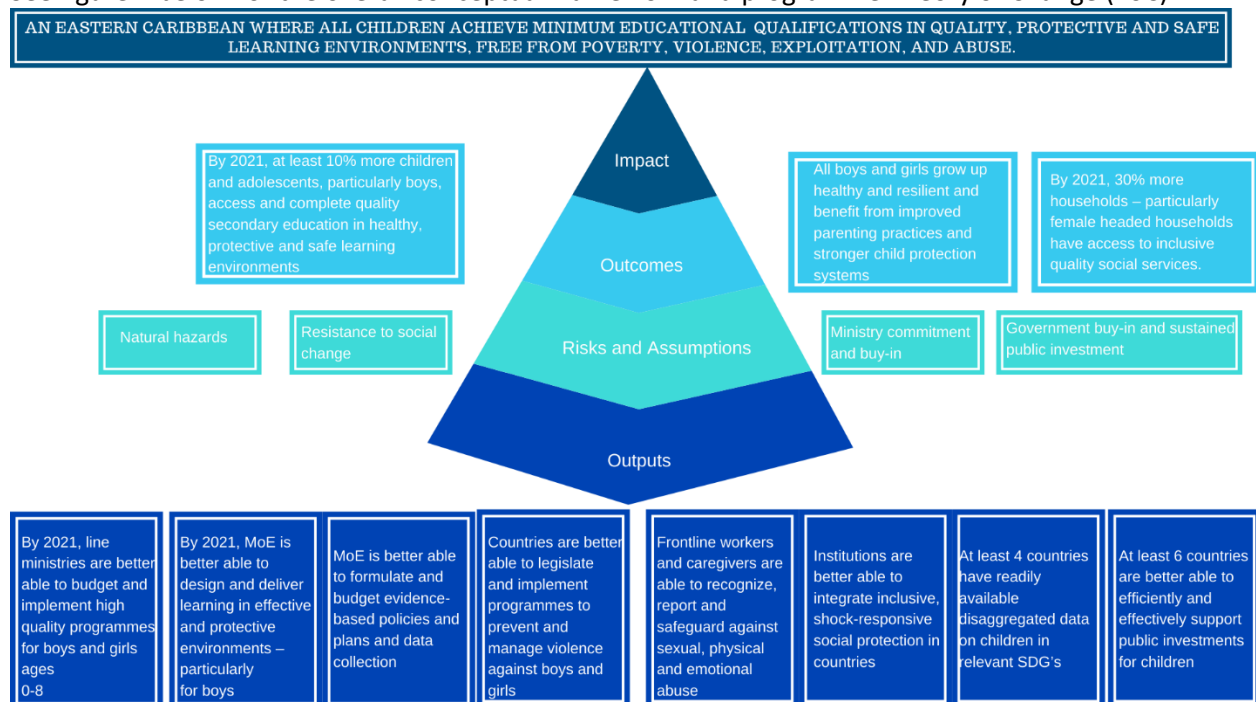 AN EASTERN CARIBBEAN WHERE ALL CHILDREN ACHIEVE MINIMUM EDUCATIONAL QUALIFICATIONS IN QUALITY, PROTECTIVE AND SAFE
LEARNING ENVIRONMENTS, FREE FROM POVERTY, VIOLENCE, EXPLOITATION, AND ABUSE.
Impact
By 2021, at least 10% more children
and adolescents, particularly boys,
access and complete quality
secondary education in healthy,
protective and safe learning
environments
Outcomes
All boys and girls grow up
healthy and resilient and
benefit from improved
parenting practices and
stronger child protection
systems
By 2021, 30% more
households – particularly
female headed households
have access to inclusive
quality social services.
Natural hazards
Resistance to social
change
Risks and Assumptions
Ministry commitment
and buy-in
Government buy-in and sustained
public investment
Outputs
By 2021, line
ministries are better
able to budget and
implement high
quality programmes
for boys and girls
ages
0-8
By 2021, MoE is
better able to
design and deliver
learning in effective
and protective
environments –
particularly
for boys
MoE is better able
to formulate and
budget evidence-
based policies and
plans and data
collection
Countries are better
able to legislate
and implement
programmes to
prevent and
manage violence
against boys and
girls
Frontline workers
and caregivers are
able to recognize,
report and
safeguard against
sexual, physical
and emotional
abuse
Institutions are
better able to
integrate inclusive,
shock-responsive
social protection in
countries
At least 4 countries
have readily
available
disaggregated data
on children in
relevant SDG's
At least 6 countries
are better able to
efficiently and
effectively support
public investments
for children